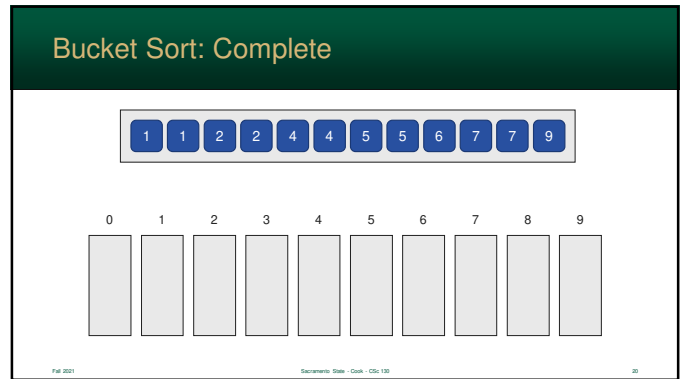 Bucket Sort: Complete
1 1 2 2 4 4 5 5 6 7 7 9
0 1 2 3 4 5 6 7 8 9
Fall 2021 Sacramento State - Cook - CSc 130 20